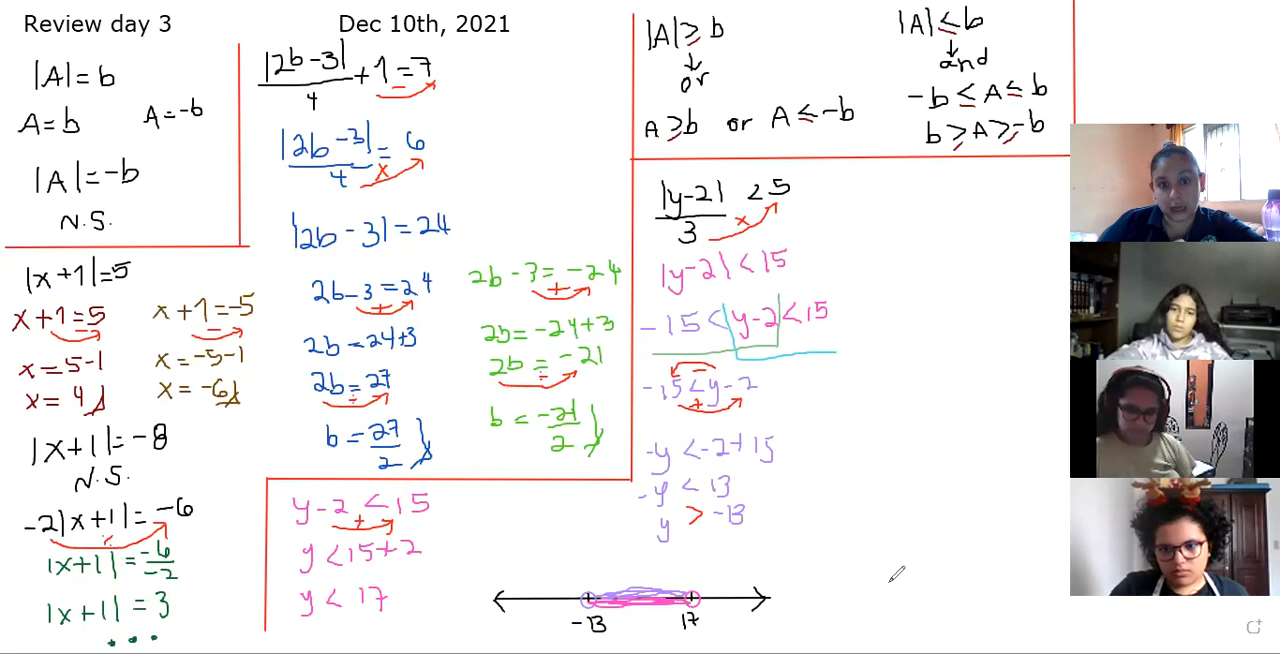 Review day 3
Dec 10th, 2021
|A| = b
A = b A = -b
|A| = -b
N.S.
|x+1| = 5
x+1 = 5 x+1 = -5
x = 5-1 x = -5-1
x = 4 x = -6
|x+1| = -8
N.S.
-2|x+1| = -6
|x+1| = -6/-2
|x+1| = 3
...
|2b-3|/4 + 1 = 7
|2b-3|/4 = 6
x
|2b-3| = 24
2b-3 = 24
+
2b = 24+3
2b = 27
÷
b = 27/2
2b-3 = -24
+
2b = -24+3
2b = -21
÷
b = -21/2
y-2 < 15
+
y < 15+2
y < 17
|A| ≥ b
↓
or
A ≥ b or A ≤ -b
|A| ≤ b
↓
and
-b ≤ A ≤ b
b ≥ A ≥ -b
|y-2|/3 < 5
x
|y-2| < 15
-15 < y-2 < 15
-15 < y-2
+
-y < -2+15
-y < 13
y > -13
-13 17